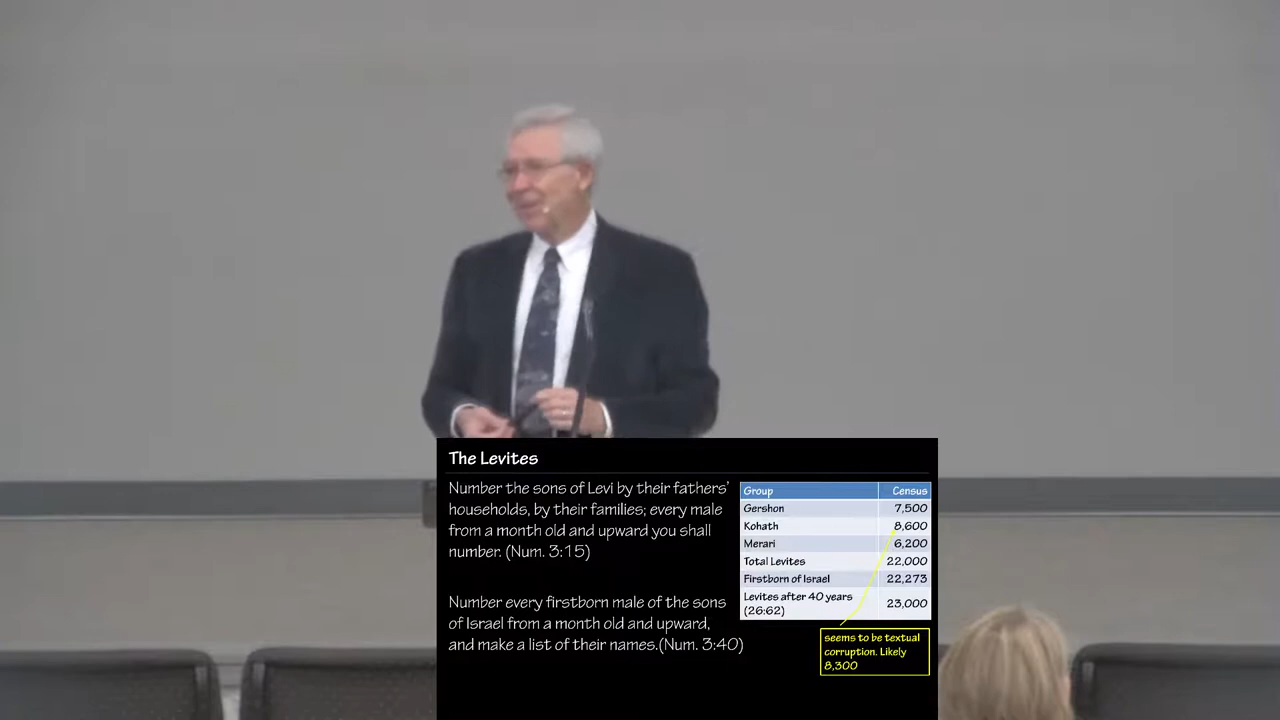 The Levites
Number the sons of Levi by their fathers'
households, by their families; every male
from a month old and upward you shall
number. (Num. 3:15)
Number every firstborn male of the sons
of Israel from a month old and upward,
and make a list of their names.(Num. 3:40)
Group Census
Gershon 7,500
Kohath 8,600
Merari 6,200
Total Levites 22,000
Firstborn of Israel 22,273
Levites after 40 years
(26:62) 23,000
seems to be textual
corruption. Likely
8,300